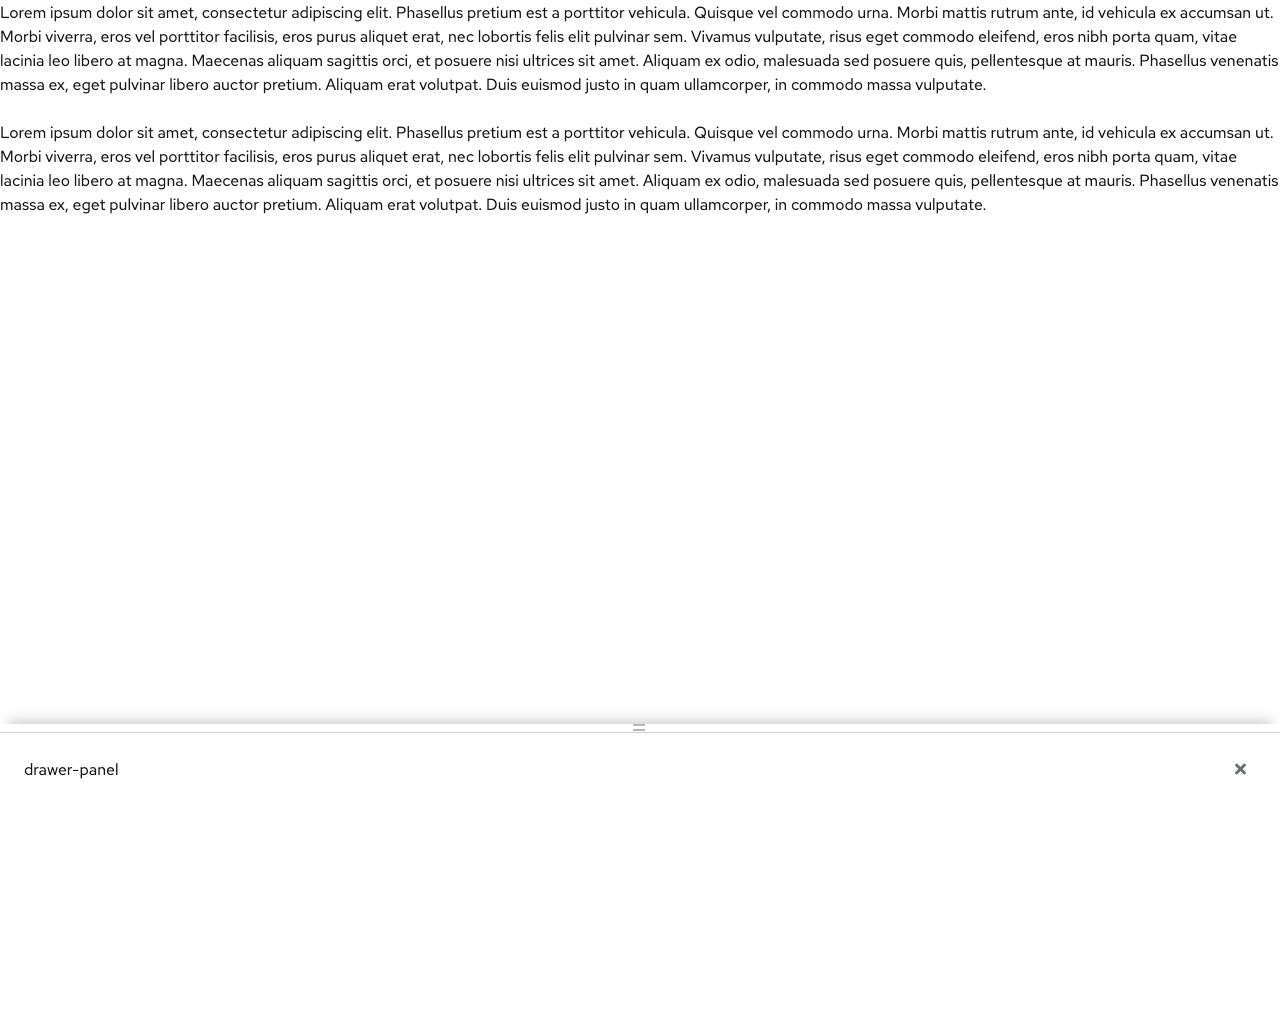 Lorem ipsum dolor sit amet, consectetur adipiscing elit. Phasellus pretium est a porttitor vehicula. Quisque vel commodo urna. Morbi mattis rutrum ante, id vehicula ex accumsan ut.
Morbi viverra, eros vel porttitor facilisis, eros purus aliquet erat, nec lobortis felis elit pulvinar sem. Vivamus vulputate, risus eget commodo eleifend, eros nibh porta quam, vitae
lacinia leo libero at magna. Maecenas aliquam sagittis orci, et posuere nisi ultrices sit amet. Aliquam ex odio, malesuada sed posuere quis, pellentesque at mauris. Phasellus venenatis
massa ex, eget pulvinar libero auctor pretium. Aliquam erat volutpat. Duis euismod justo in quam ullamcorper, in commodo massa vulputate.
Lorem ipsum dolor sit amet, consectetur adipiscing elit. Phasellus pretium est a porttitor vehicula. Quisque vel commodo urna. Morbi mattis rutrum ante, id vehicula ex accumsan ut.
Morbi viverra, eros vel porttitor facilisis, eros purus aliquet erat, nec lobortis felis elit pulvinar sem. Vivamus vulputate, risus eget commodo eleifend, eros nibh porta quam, vitae
lacinia leo libero at magna. Maecenas aliquam sagittis orci, et posuere nisi ultrices sit amet. Aliquam ex odio, malesuada sed posuere quis, pellentesque at mauris. Phasellus venenatis
massa ex, eget pulvinar libero auctor pretium. Aliquam erat volutpat. Duis euismod justo in quam ullamcorper, in commodo massa vulputate.
drawer-panel